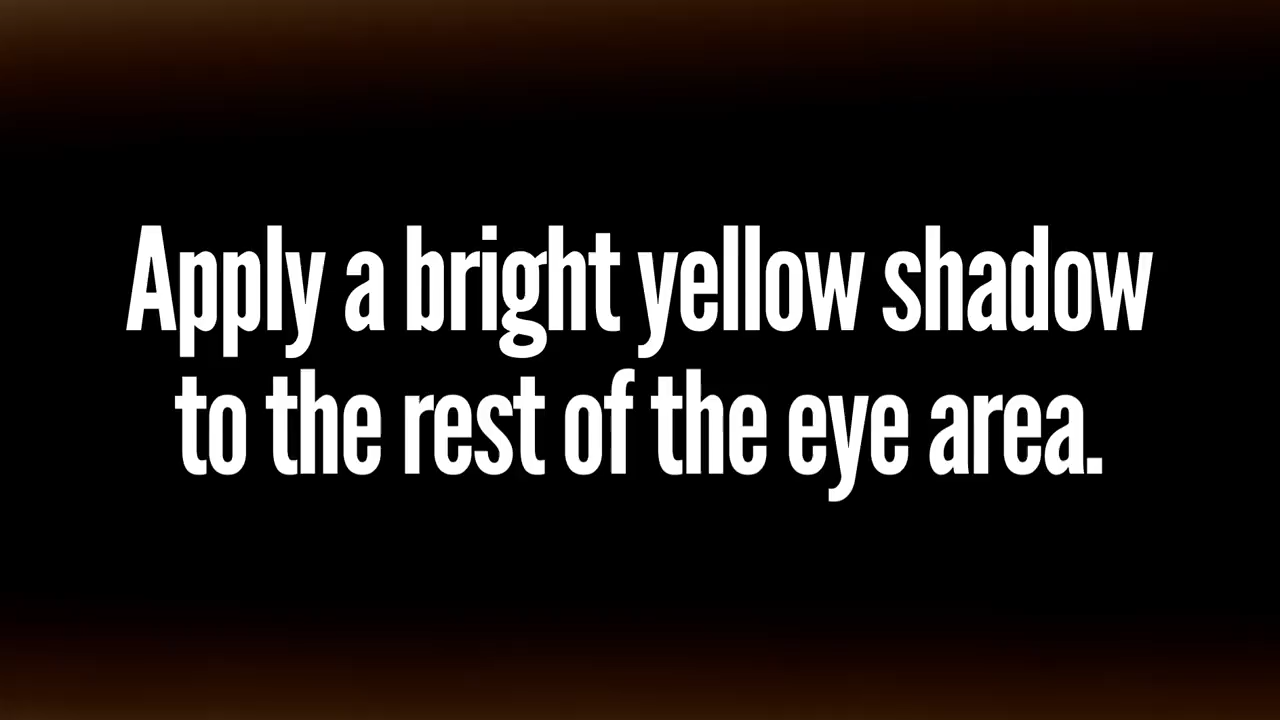 Apply a bright yellow shadow
to the rest of the eye area.